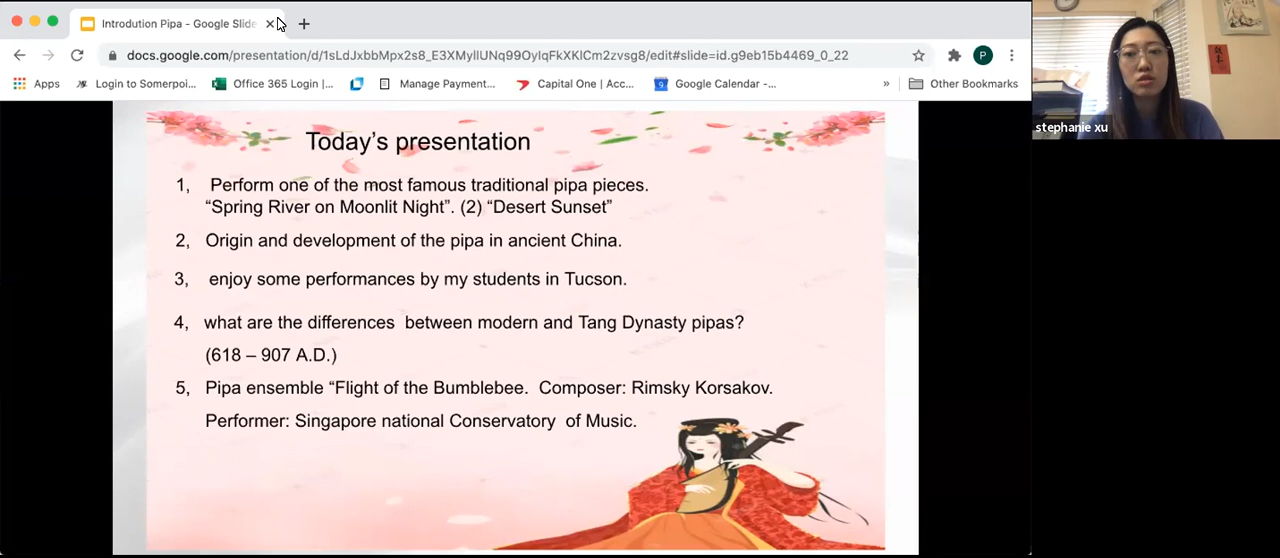 Introdution Pipa - Google Slide
docs.google.com/presentation/d/1sLdJxbbMpx2s8_E3XMyllUNq99OylqFkXKlCm2zvsg8/edit#slide=id.g9eb15b4469_0_22
P
Apps
Login to Somerpoi...
Office 365 Login |...
Manage Payment...
Capital One | Acc...
Google Calendar -...
»
Other Bookmarks
stephanie xu
Today's presentation
1, Perform one of the most famous traditional pipa pieces.
“Spring River on Moonlit Night”. (2) “Desert Sunset”
2, Origin and development of the pipa in ancient China.
3, enjoy some performances by my students in Tucson.
4, what are the differences between modern and Tang Dynasty pipas?
(618 – 907 A.D.)
5, Pipa ensemble “Flight of the Bumblebee. Composer: Rimsky Korsakov.
Performer: Singapore national Conservatory of Music.